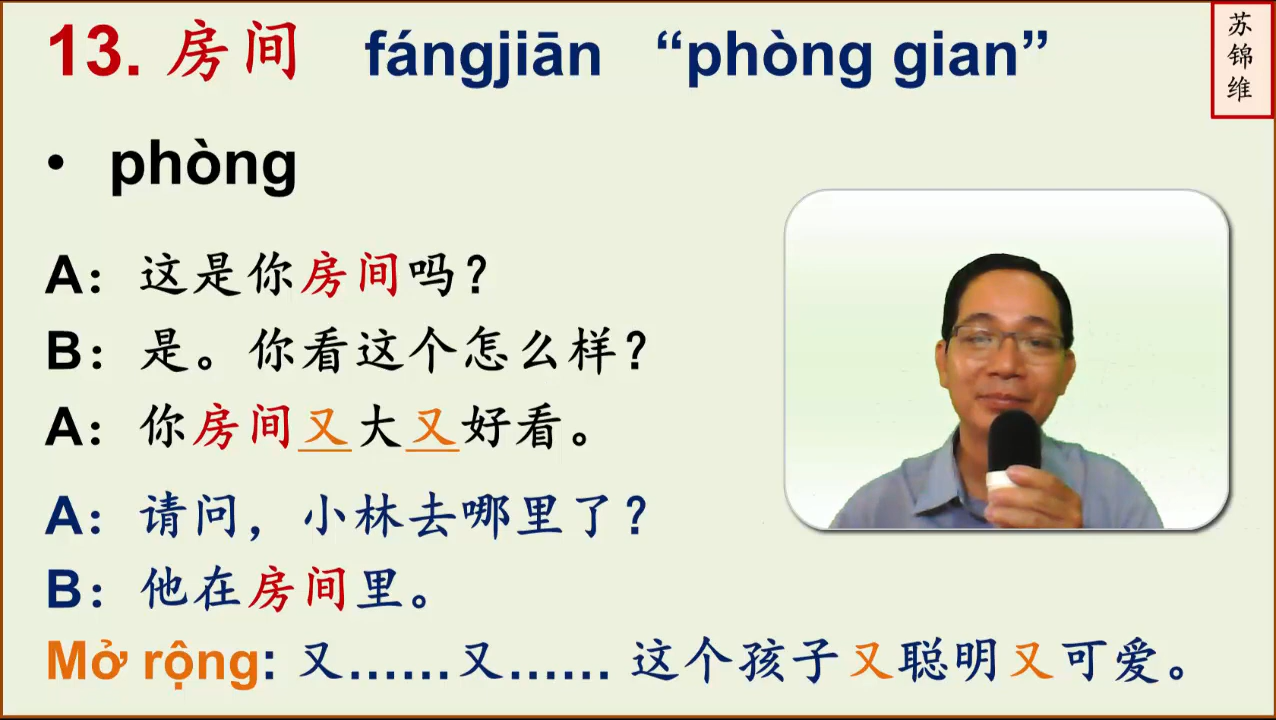 13. 房间 fángjiān “phòng gian”
苏锦维
• phòng
A：这是你房间吗？
B：是。你看这个怎么样？
A：你房间又大又好看。
A：请问，小林去哪里了？
B：他在房间里。
Mở rộng: 又……又…… 这个孩子又聪明又可爱。